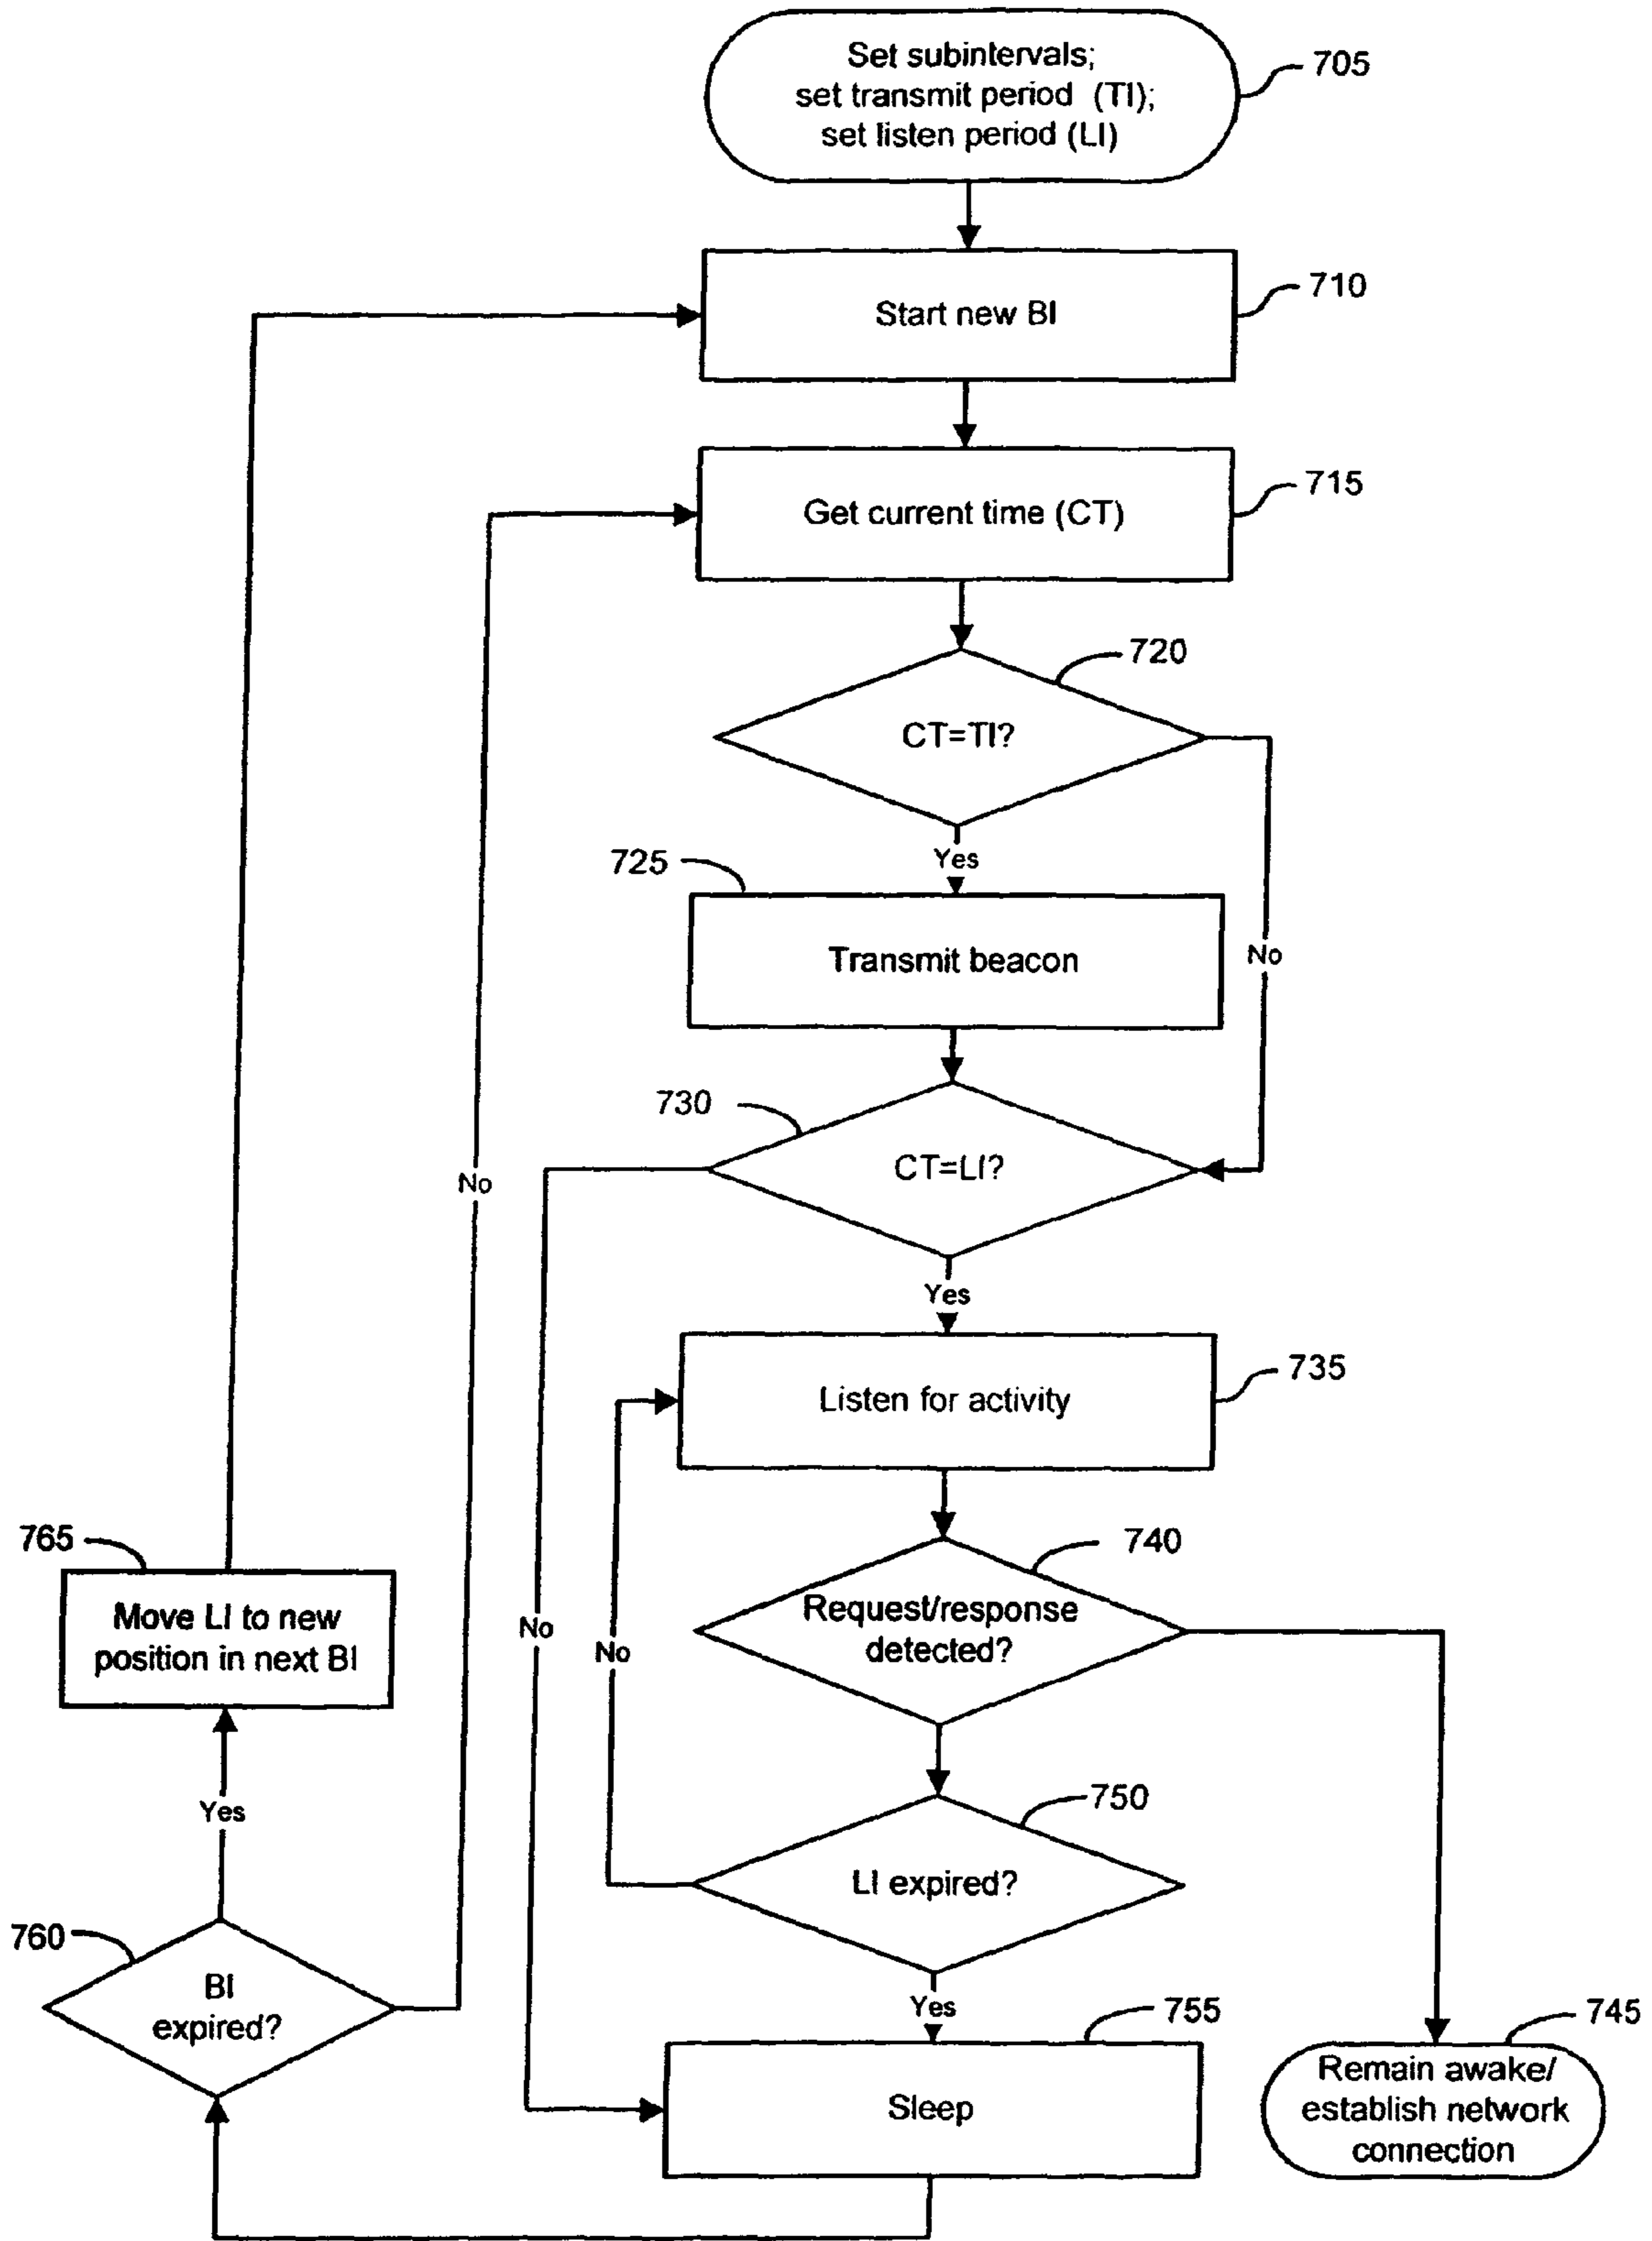 Set subintervals;
set transmit period (TI);
set listen period (LI)
705
Start new BI
710
Get current time (CT)
715
720
CT=TI?
Yes
725
Transmit beacon
No
730
CT=LI?
No
Yes
Listen for activity
735
765
Move LI to new
position in next BI
740
Request/response
detected?
No
No
Yes
750
LI expired?
760
BI
expired?
Yes
755
Sleep
745
Remain awake/
establish network
connection